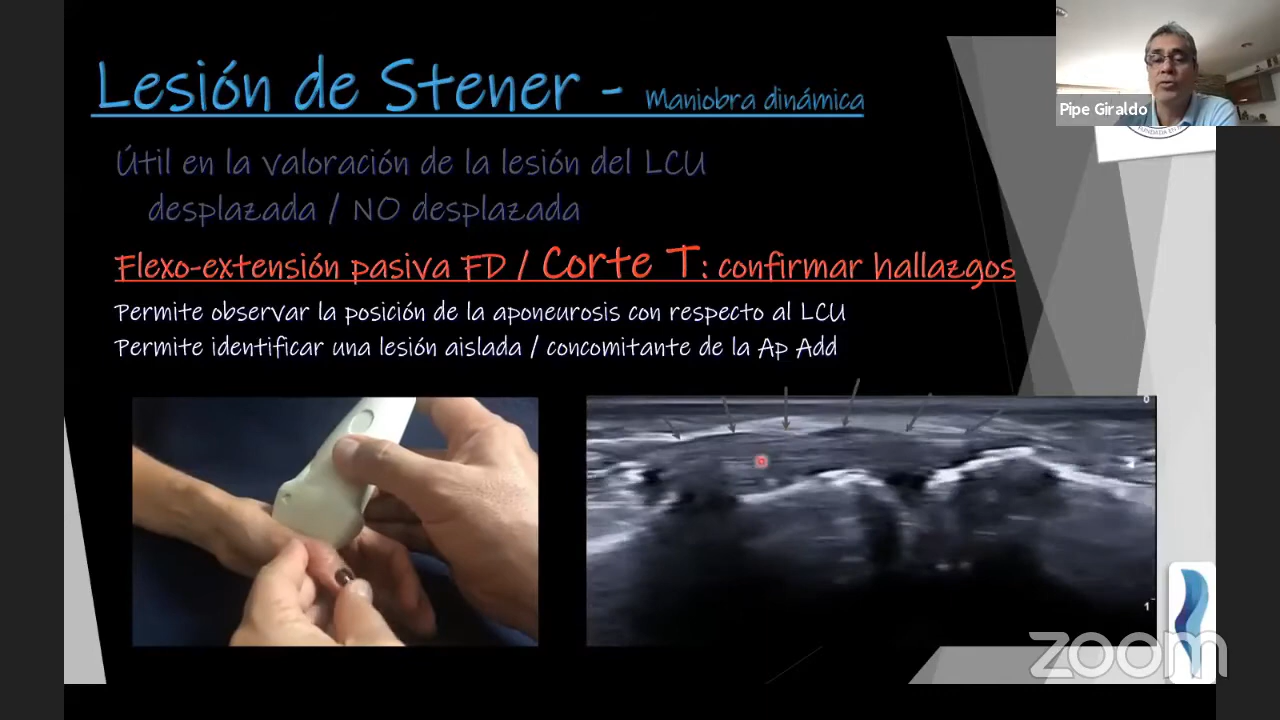 Lesión de Stener - Maniobra dinámica
Útil en la valoración de la lesión del LCU
desplazada / NO desplazada
Flexo-extensión pasiva FD / Corte T: confirmar hallazgos
Permite observar la posición de la aponeurosis con respecto al LCU
Permite identificar una lesión aislada / concomitante de la Ap Add
Pipe Giraldo
0
1
zoom